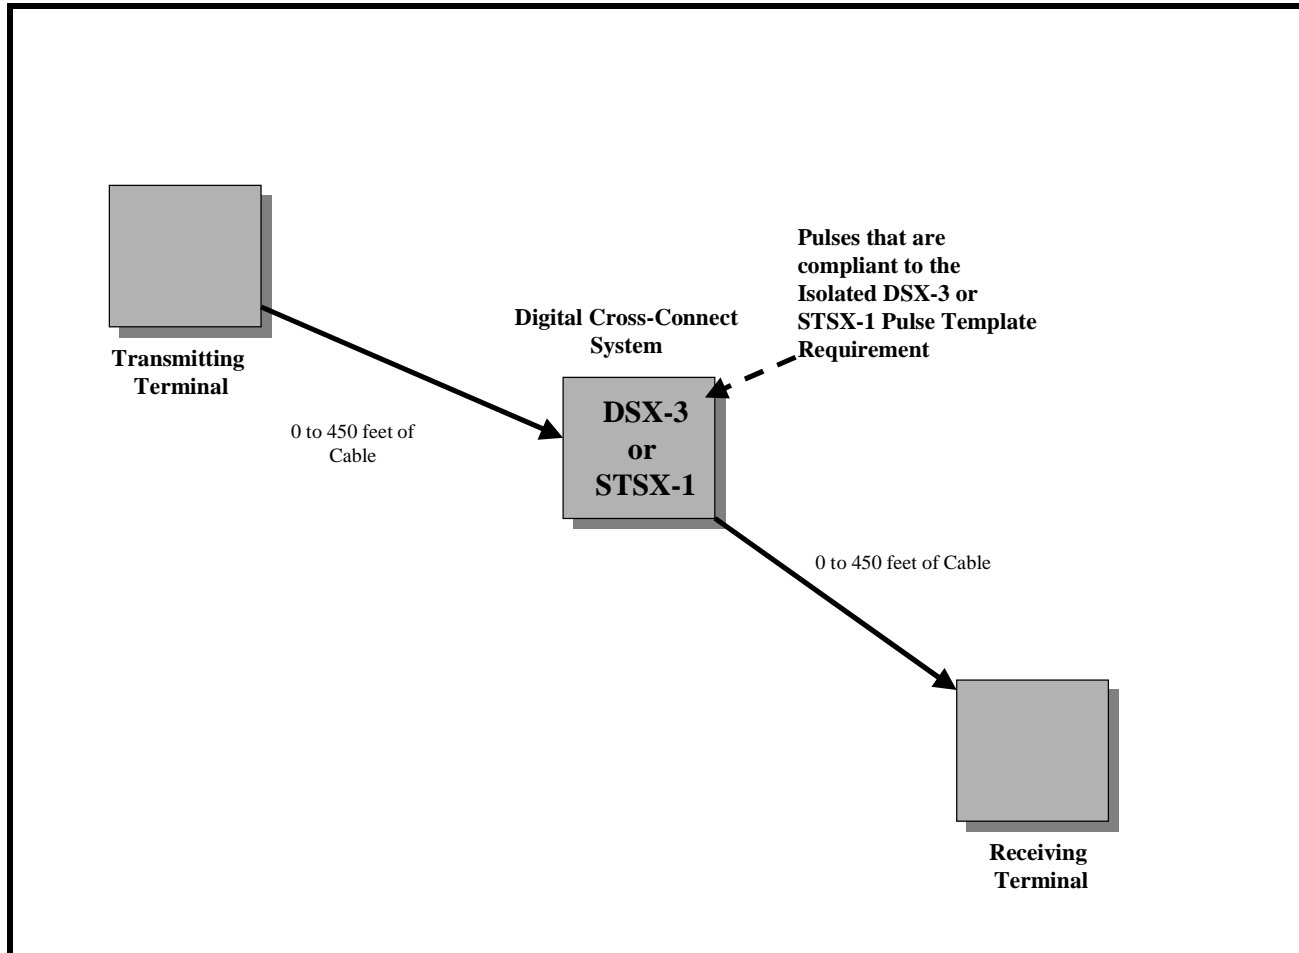 Pulses that are
compliant to the
Isolated DSX-3 or
STSX-1 Pulse Template
Requirement
Digital Cross-Connect
System
Transmitting
Terminal
DSX-3
or
STSX-1
0 to 450 feet of
Cable
0 to 450 feet of Cable
Receiving
Terminal